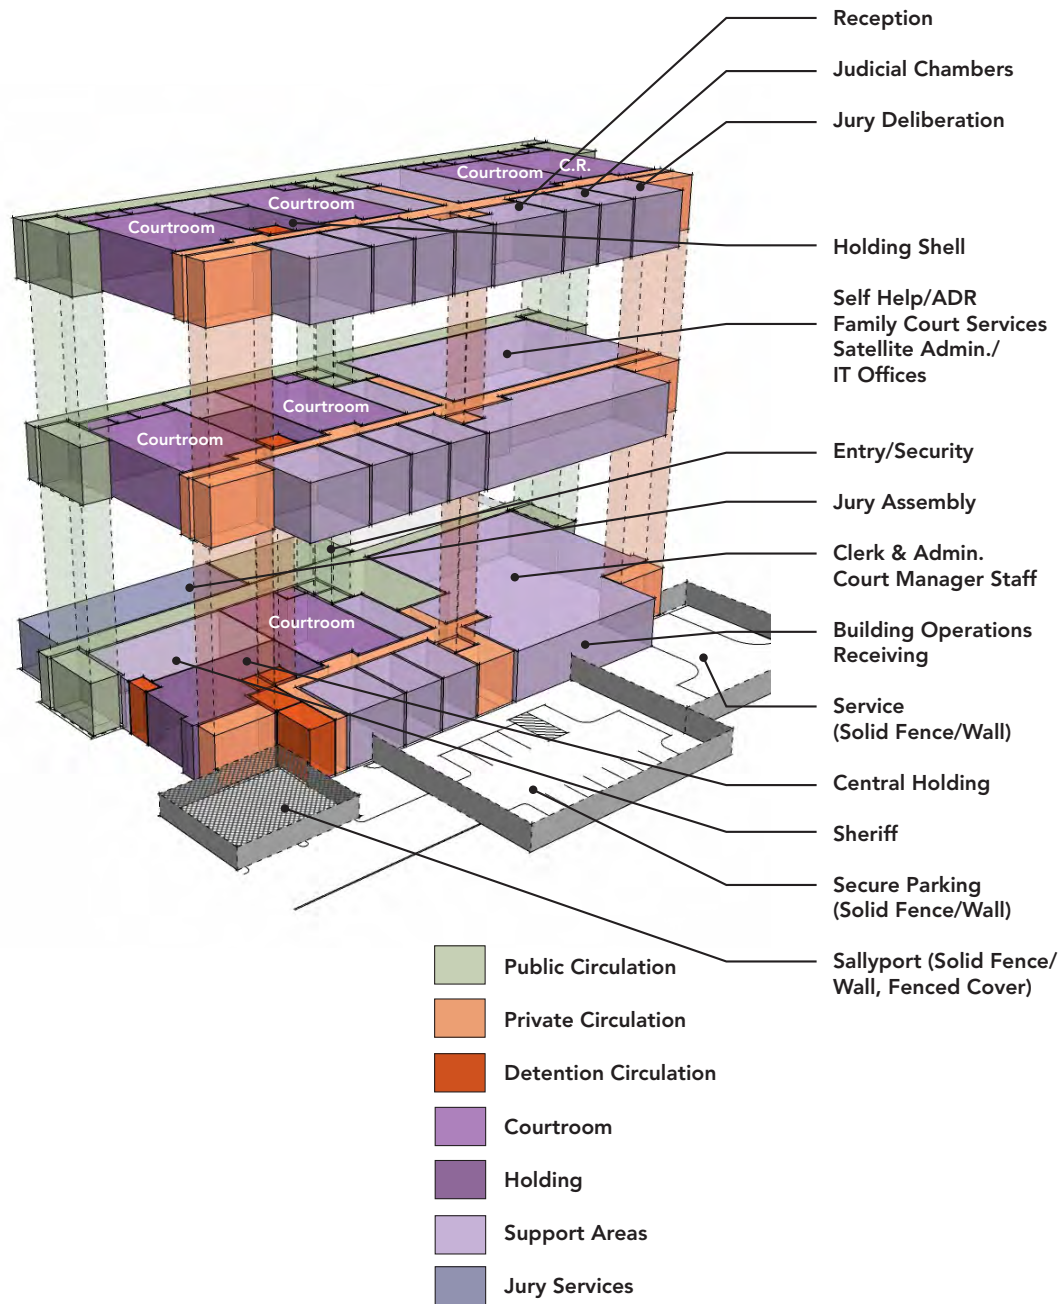 Reception
Judicial Chambers
Jury Deliberation
C.R.
Courtroom
Courtroom
Courtroom
Holding Shell
Self Help/ADR
Family Court Services
Satellite Admin./
IT Offices
Courtroom
Courtroom
Entry/Security
Jury Assembly
Clerk & Admin.
Court Manager Staff
Courtroom
Building Operations
Receiving
Service
(Solid Fence/Wall)
Central Holding
Sheriff
Secure Parking
(Solid Fence/Wall)
Sallyport (Solid Fence/
Wall, Fenced Cover)
Public Circulation
Private Circulation
Detention Circulation
Courtroom
Holding
Support Areas
Jury Services